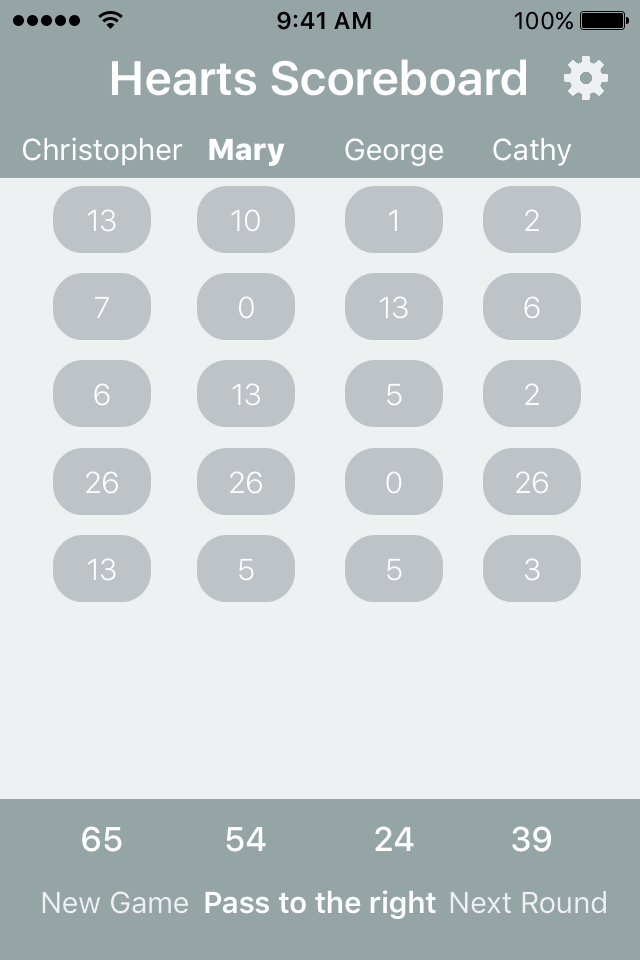 9:41 AM 100%
Hearts Scoreboard
Christopher Mary George Cathy
13 10 1 2
7 0 13 6
6 13 5 2
26 26 0 26
13 5 5 3
65 54 24 39
New Game Pass to the right Next Round